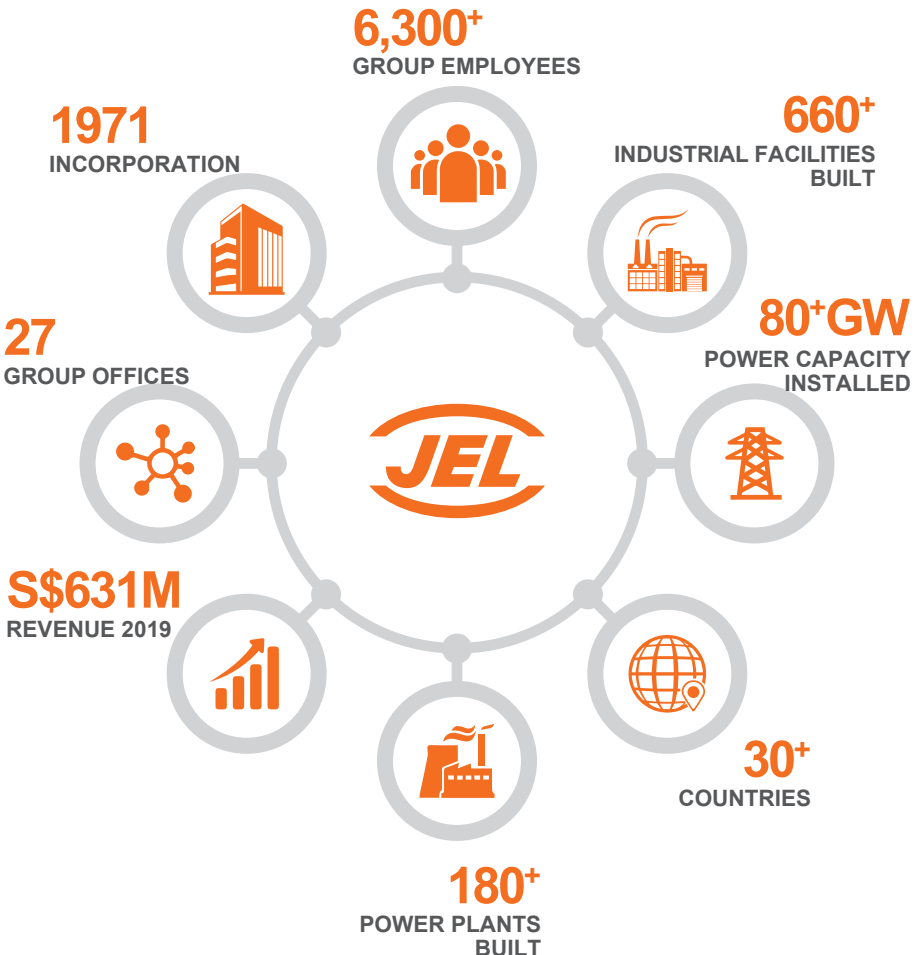 6,300+
GROUP EMPLOYEES
1971
INCORPORATION
660+
INDUSTRIAL FACILITIES
BUILT
27
GROUP OFFICES
80+GW
POWER CAPACITY
INSTALLED
JEL
S$631M
REVENUE 2019
30+
COUNTRIES
180+
POWER PLANTS
BUILT